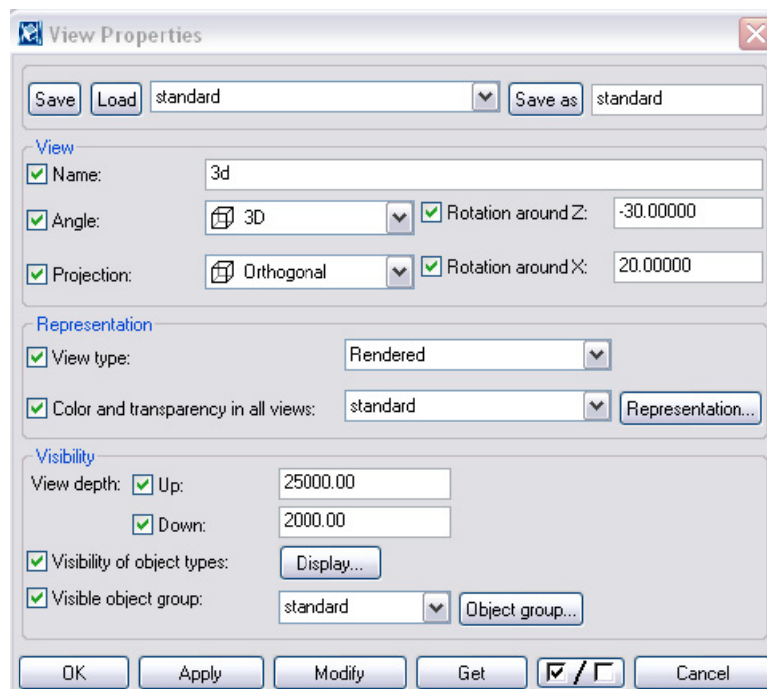 View Properties
Save Load standard Save as standard
View
Name: 3d
Angle: 3D Rotation around Z: -30.00000
Projection: Orthogonal Rotation around X: 20.00000
Representation
View type: Rendered
Color and transparency in all views: standard Representation...
Visibility
View depth: Up: 25000.00
Down: 2000.00
Visibility of object types: Display...
Visible object group: standard Object group...
OK Apply Modify Get / Cancel